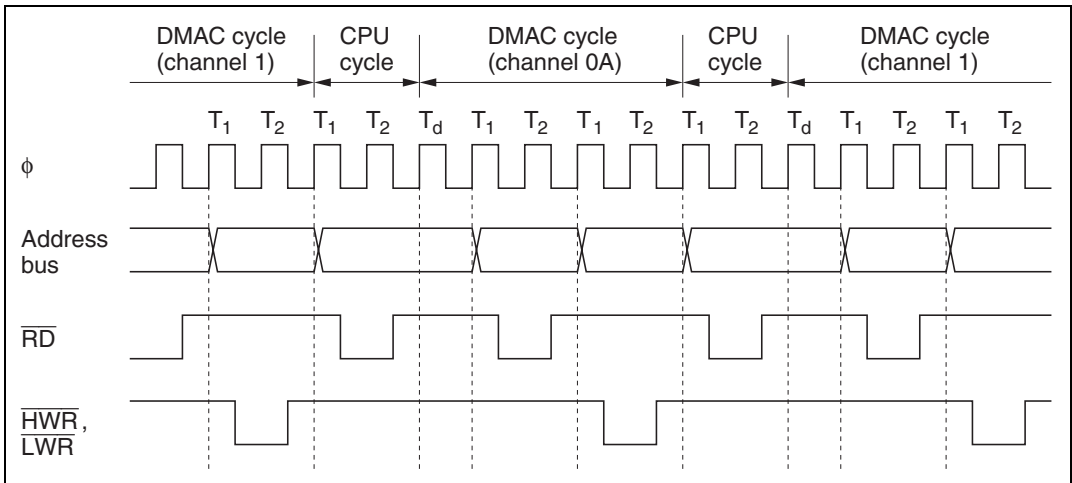 DMAC cycle (channel 1)
CPU cycle
DMAC cycle (channel 0A)
CPU cycle
DMAC cycle (channel 1)
T1 T2 T1 T2 Td T1 T2 T1 T2 T1 T2 Td T1 T2 T1 T2
φ
Address bus
RD
HWR,
LWR